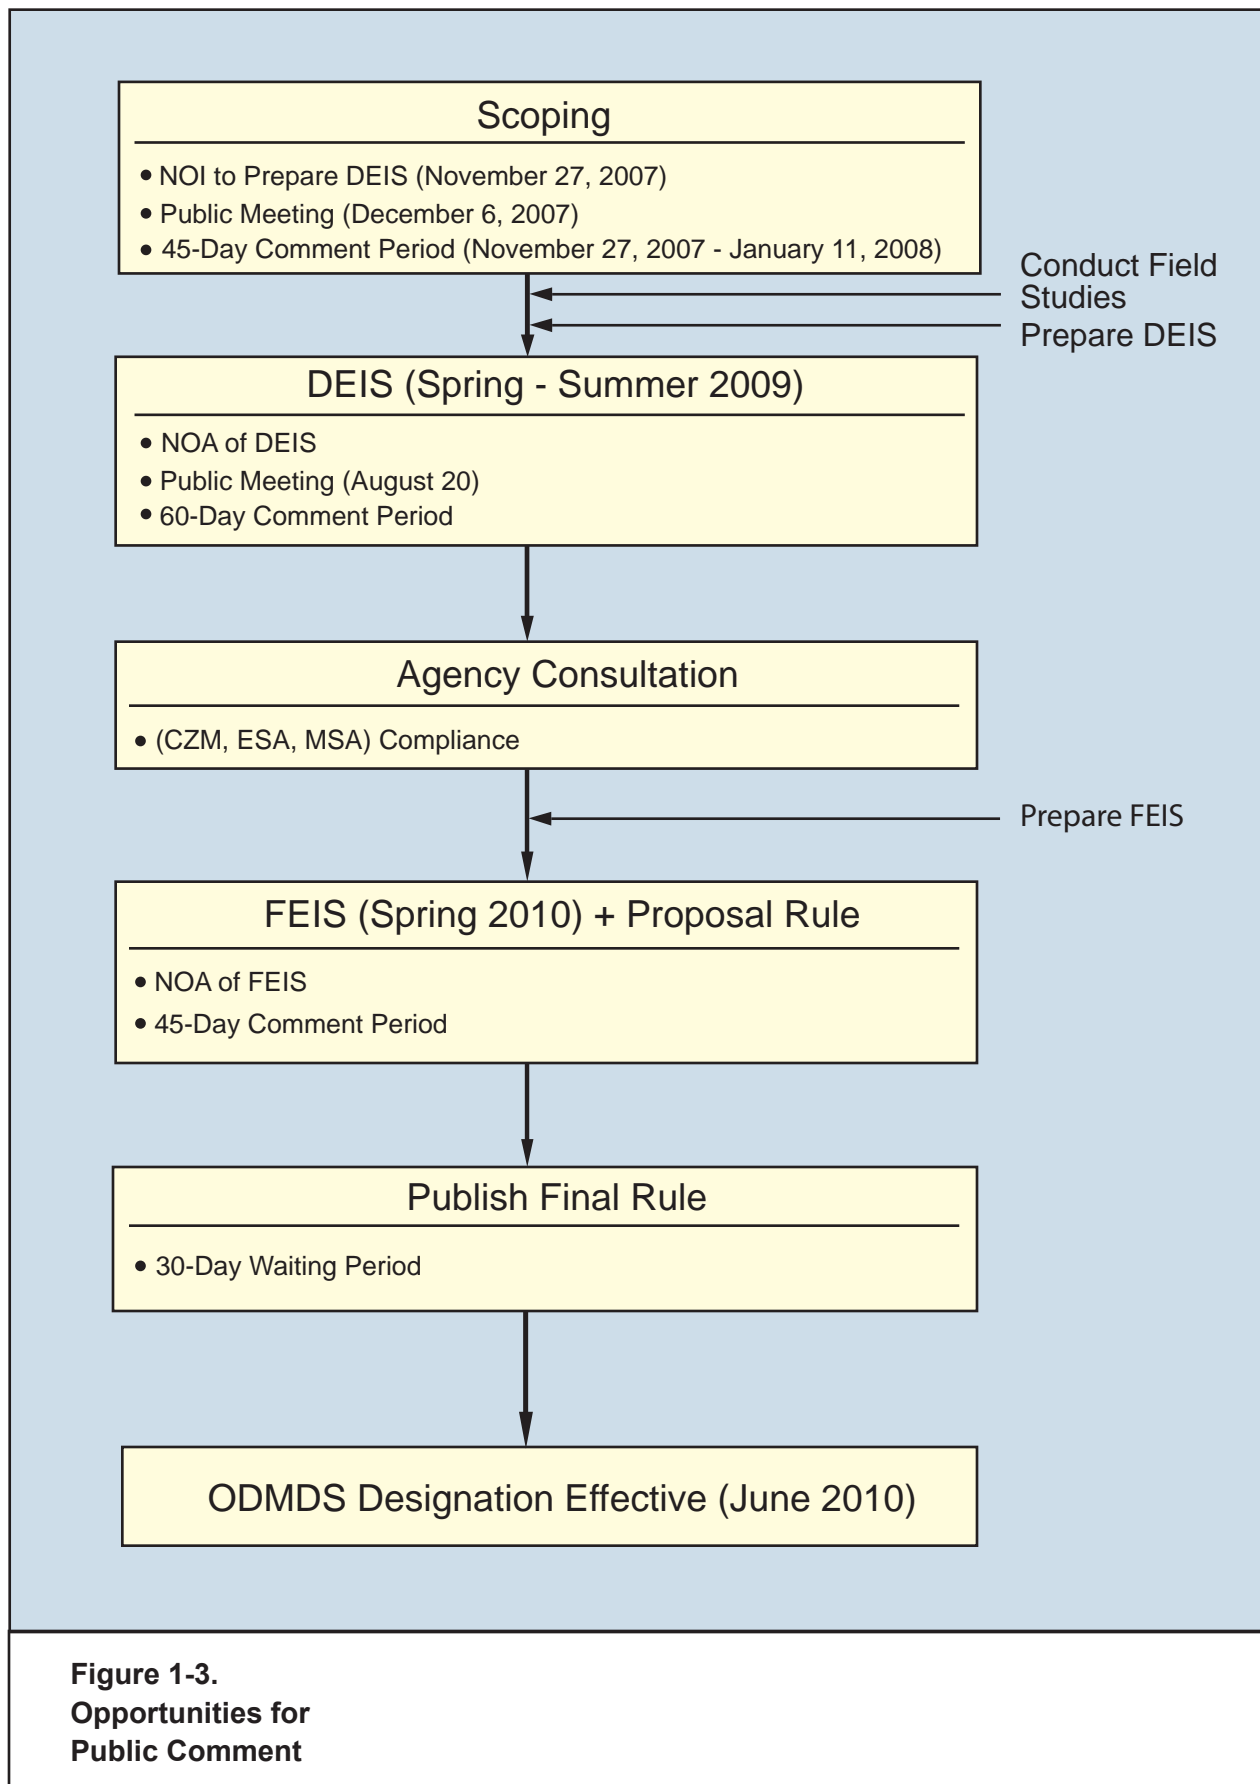 Scoping
• NOI to Prepare DEIS (November 27, 2007)
• Public Meeting (December 6, 2007)
• 45-Day Comment Period (November 27, 2007 - January 11, 2008)
Conduct Field
Studies
Prepare DEIS
DEIS (Spring - Summer 2009)
• NOA of DEIS
• Public Meeting (August 20)
• 60-Day Comment Period
Agency Consultation
• (CZM, ESA, MSA) Compliance
Prepare FEIS
FEIS (Spring 2010) + Proposal Rule
• NOA of FEIS
• 45-Day Comment Period
Publish Final Rule
• 30-Day Waiting Period
ODMDS Designation Effective (June 2010)
Figure 1-3.
Opportunities for
Public Comment